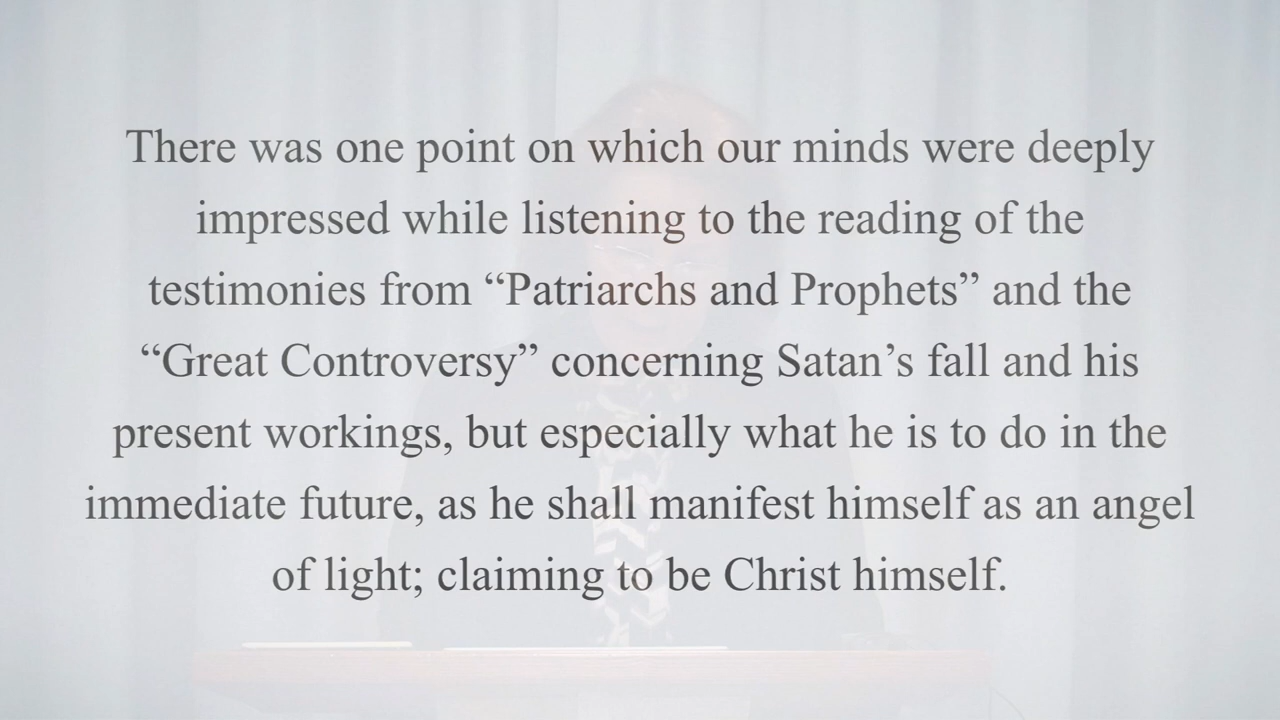 There was one point on which our minds were deeply
impressed while listening to the reading of the
testimonies from “Patriarchs and Prophets” and the
“Great Controversy” concerning Satan’s fall and his
present workings, but especially what he is to do in the
immediate future, as he shall manifest himself as an angel
of light; claiming to be Christ himself.